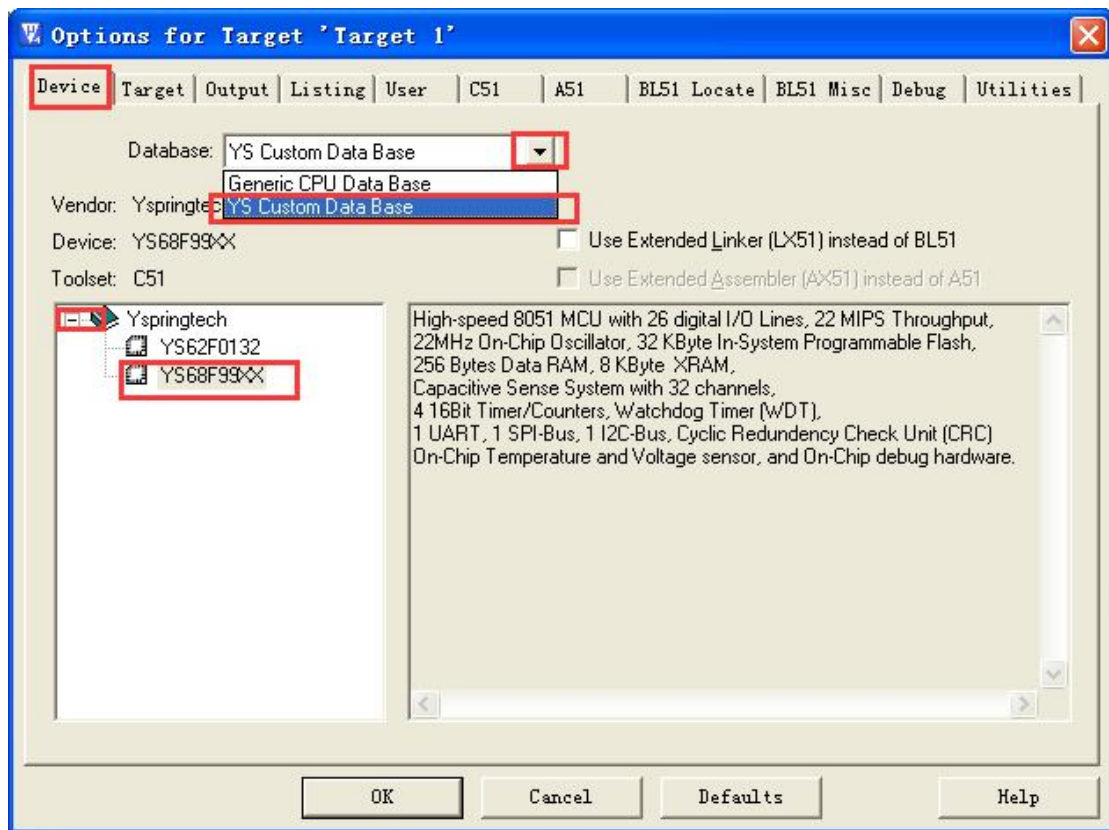 Options for Target 'Target 1'
Device Target Output Listing User C51 A51 BL51 Locate BL51 Misc Debug Utilities
Database: YS Custom Data Base
Generic CPU Data Base
YS Custom Data Base
Vendor: Yspringtec
Device: YS68F99XX
Use Extended Linker (LX51) instead of BL51
Toolset: C51
Use Extended Assembler (AX51) instead of A51
Yspringtech
YS62F0132
YS68F99XX
High-speed 8051 MCU with 26 digital I/O Lines, 22 MIPS Throughput,
22MHz On-Chip Oscillator, 32 KByte In-System Programmable Flash,
256 Bytes Data RAM, 8 KByte XRAM,
Capacitive Sense System with 32 channels,
4 16Bit Timer/Counters, Watchdog Timer (WDT),
1 UART, 1 SPI-Bus, 1 I2C-Bus, Cyclic Redundency Check Unit (CRC)
On-Chip Temperature and Voltage sensor, and On-Chip debug hardware.
OK Cancel Defaults Help